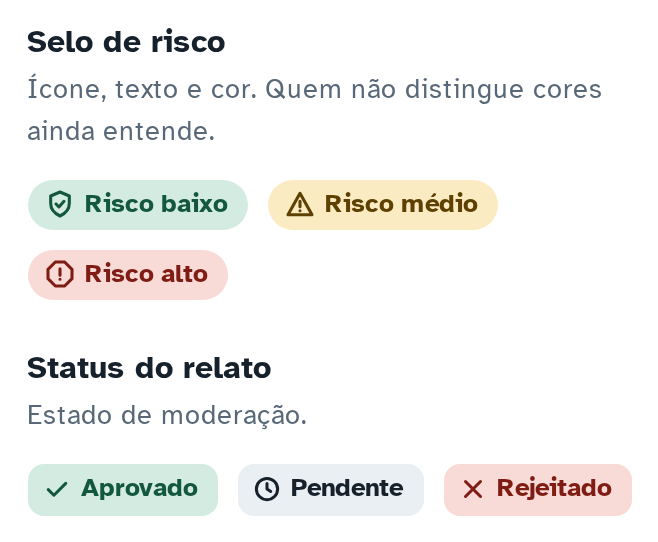 Selo de risco
Ícone, texto e cor. Quem não distingue cores
ainda entende.
Risco baixo
Risco médio
Risco alto
Status do relato
Estado de moderação.
Aprovado
Pendente
Rejeitado